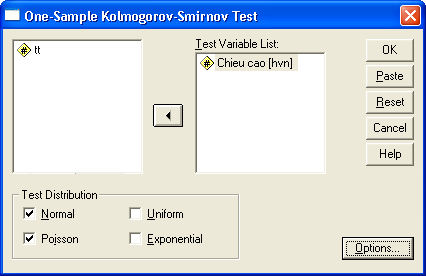 One-Sample Kolmogorov-Smirnov Test
tt
Test Variable List:
Chieu cao [hvn]
OK
Paste
Reset
Cancel
Help
Test Distribution
Normal
Uniform
Poisson
Exponential
Options...